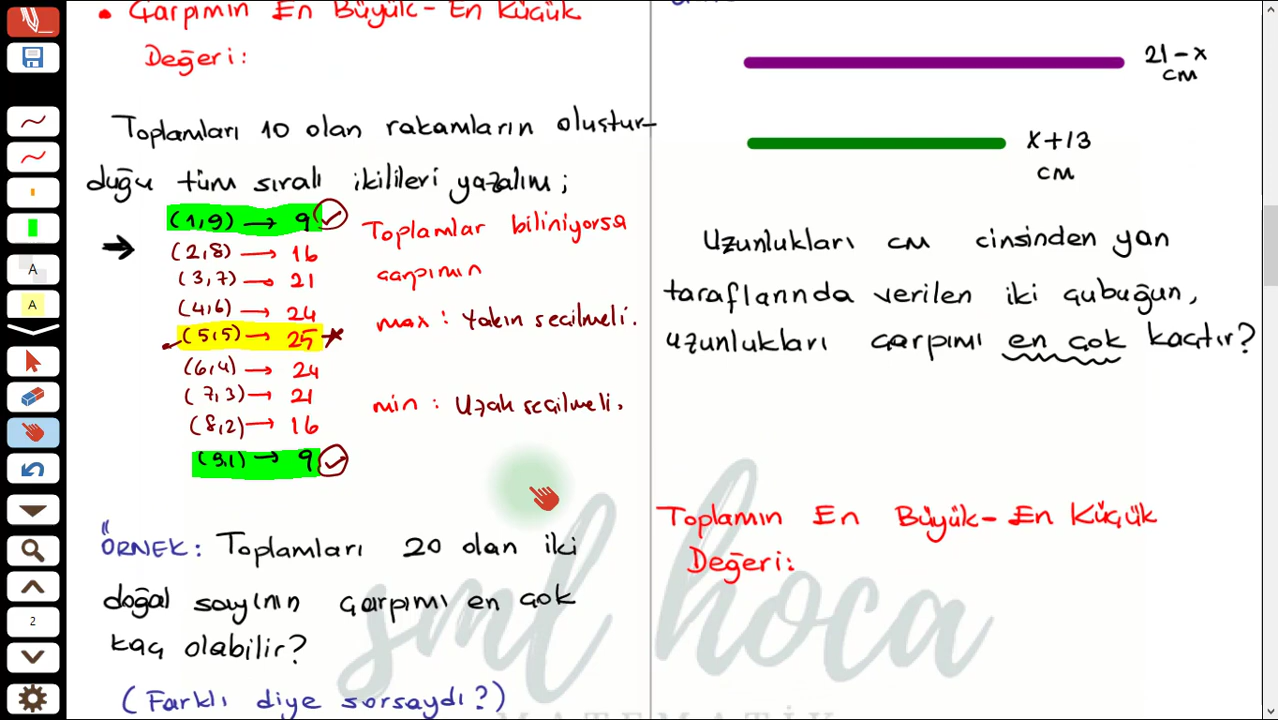 • Çarpımın En Büyük - En Küçük
Değeri:
Toplamları 10 olan rakamların oluştur-
duğu tüm sıralı ikilileri yazalım;
(1,9) → 9
(2,8) → 16
(3,7) → 21
(4,6) → 24
(5,5) → 25
(6,4) → 24
(7,3) → 21
(8,2) → 16
(9,1) → 9
Toplamlar biliniyorsa
çarpımın
max : Yakın seçilmeli.
min : Uzak seçilmeli.
ÖRNEK: Toplamları 20 olan iki
doğal sayının çarpımı en çok
kaç olabilir?
(Farklı diye sorsaydı?)
21 - x
cm
x + 13
cm
Uzunlukları cm cinsinden yan
taraflarında verilen iki çubuğun,
uzunlukları çarpımı en çok kaçtır?
Toplamın En Büyük - En Küçük
Değeri:
sml hoca
MATEMATİK
A
A
2